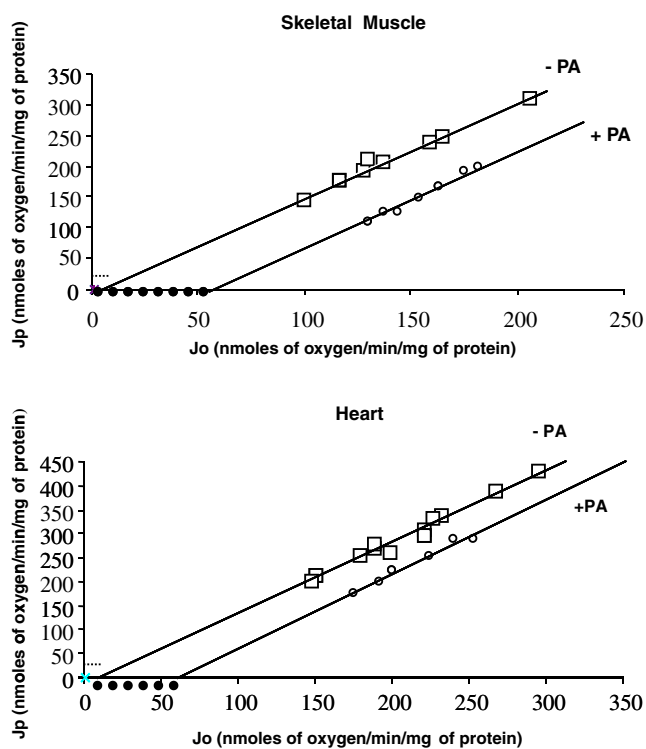 Skeletal Muscle
- PA
+ PA
Jp (nmoles of oxygen/min/mg of protein)
350
300
250
200
150
100
50
0
0 50 100 150 200 250
Jo (nmoles of oxygen/min/mg of protein)
Heart
- PA
+PA
Jp (nmoles of oxygen/min/mg of protein)
450
400
350
300
250
200
150
100
50
0
0 50 100 150 200 250 300 350
Jo (nmoles of oxygen/min/mg of protein)